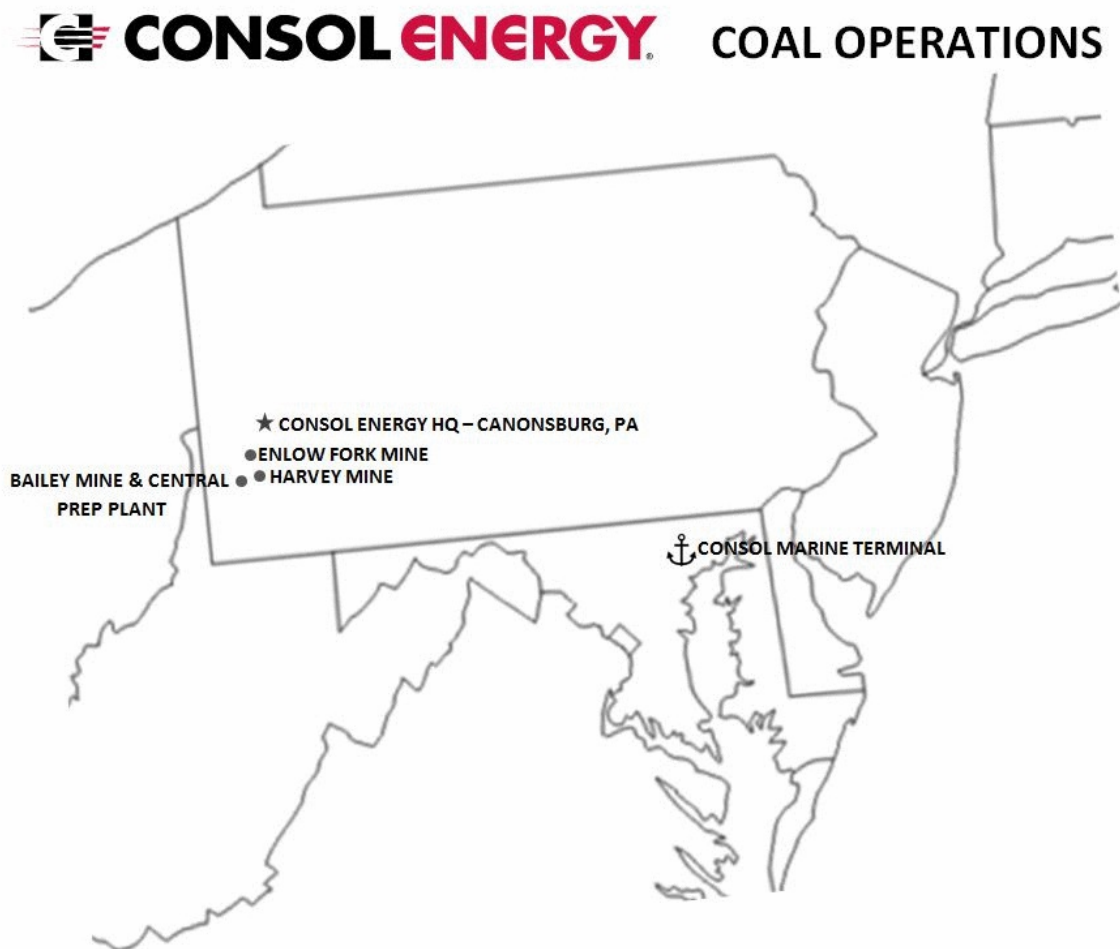 CONSOL ENERGY® COAL OPERATIONS
CONSOL ENERGY HQ – CANONSBURG, PA
ENLOW FORK MINE
HARVEY MINE
BAILEY MINE & CENTRAL
PREP PLANT
CONSOL MARINE TERMINAL